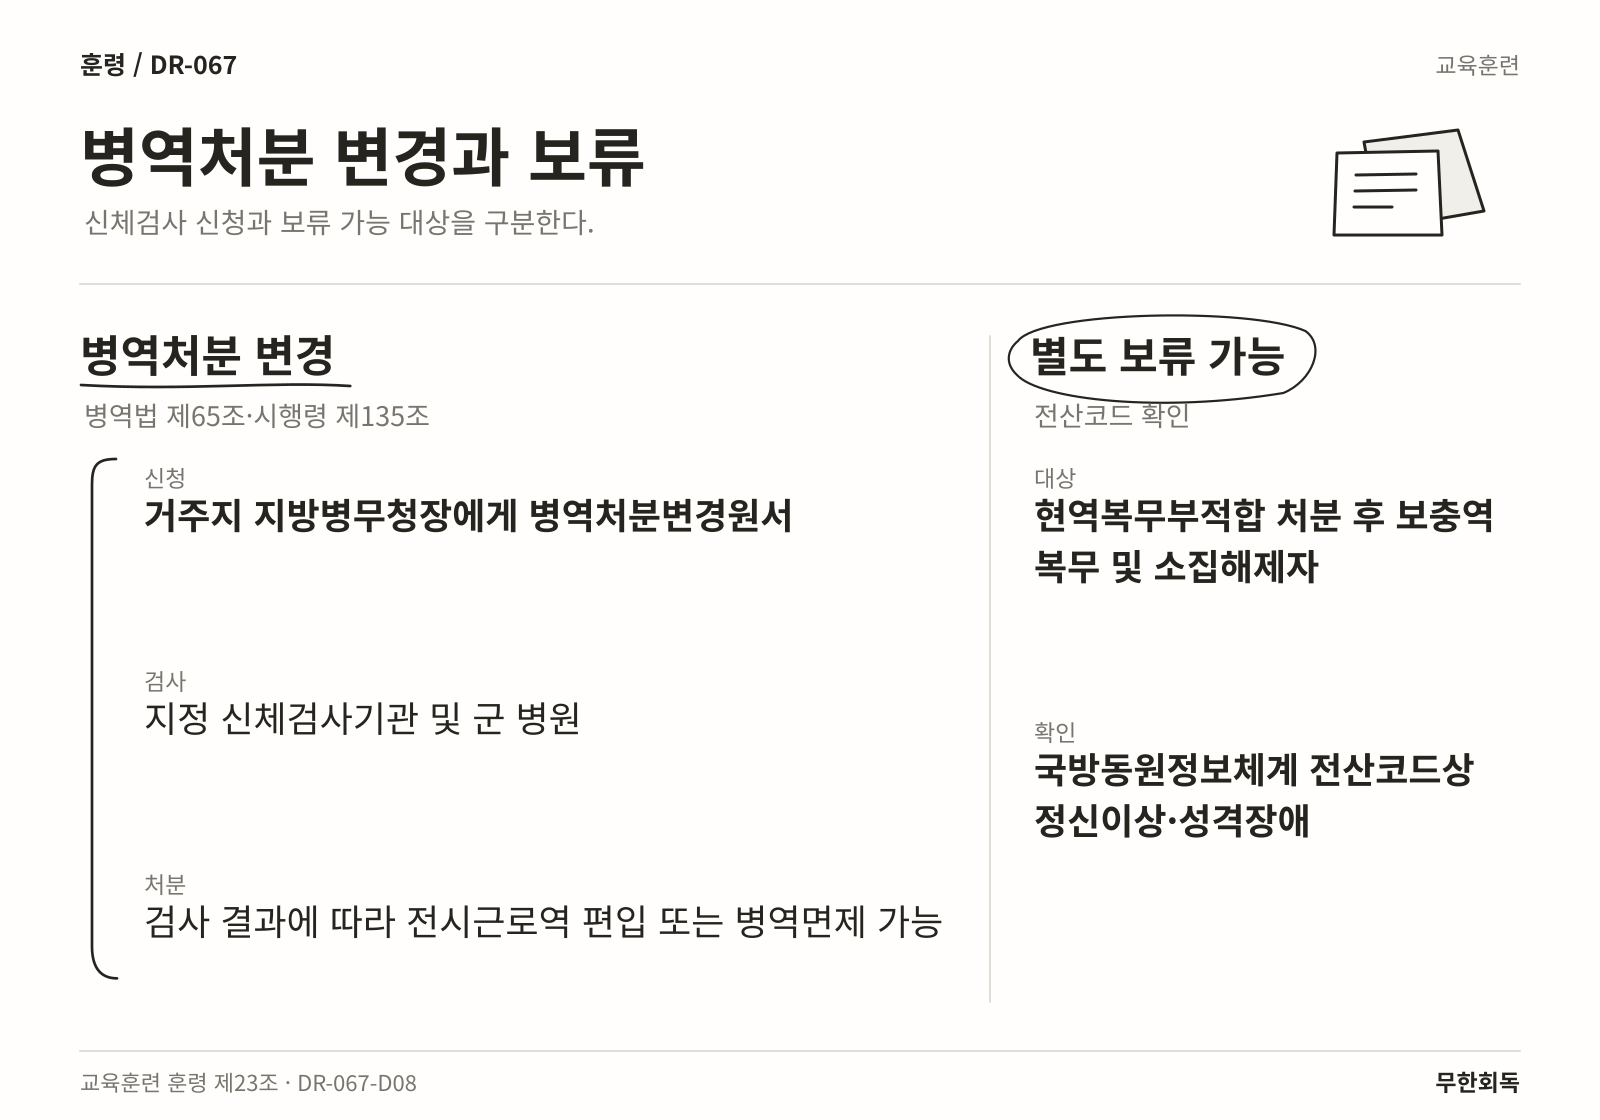 훈령 / DR-067
교육훈련
병역처분 변경과 보류
신체검사 신청과 보류 가능 대상을 구분한다.
병역처분 변경
병역법 제65조·시행령 제135조
신청
거주지 지방병무청장에게 병역처분변경원서
검사
지정 신체검사기관 및 군 병원
처분
검사 결과에 따라 전시근로역 편입 또는 병역면제 가능
별도 보류 가능
전산코드 확인
대상
현역복무부적합 처분 후 보충역
복무 및 소집해제자
확인
국방동원정보체계 전산코드상
정신이상·성격장애
교육훈련 훈령 제23조 · DR-067-D08
무한회독